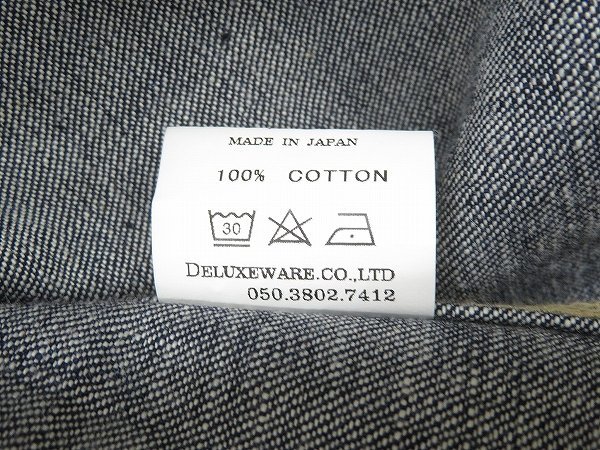 MADE IN JAPAN
100% COTTON
30
DELUXEWARE.CO.,LTD
050.3802.7412